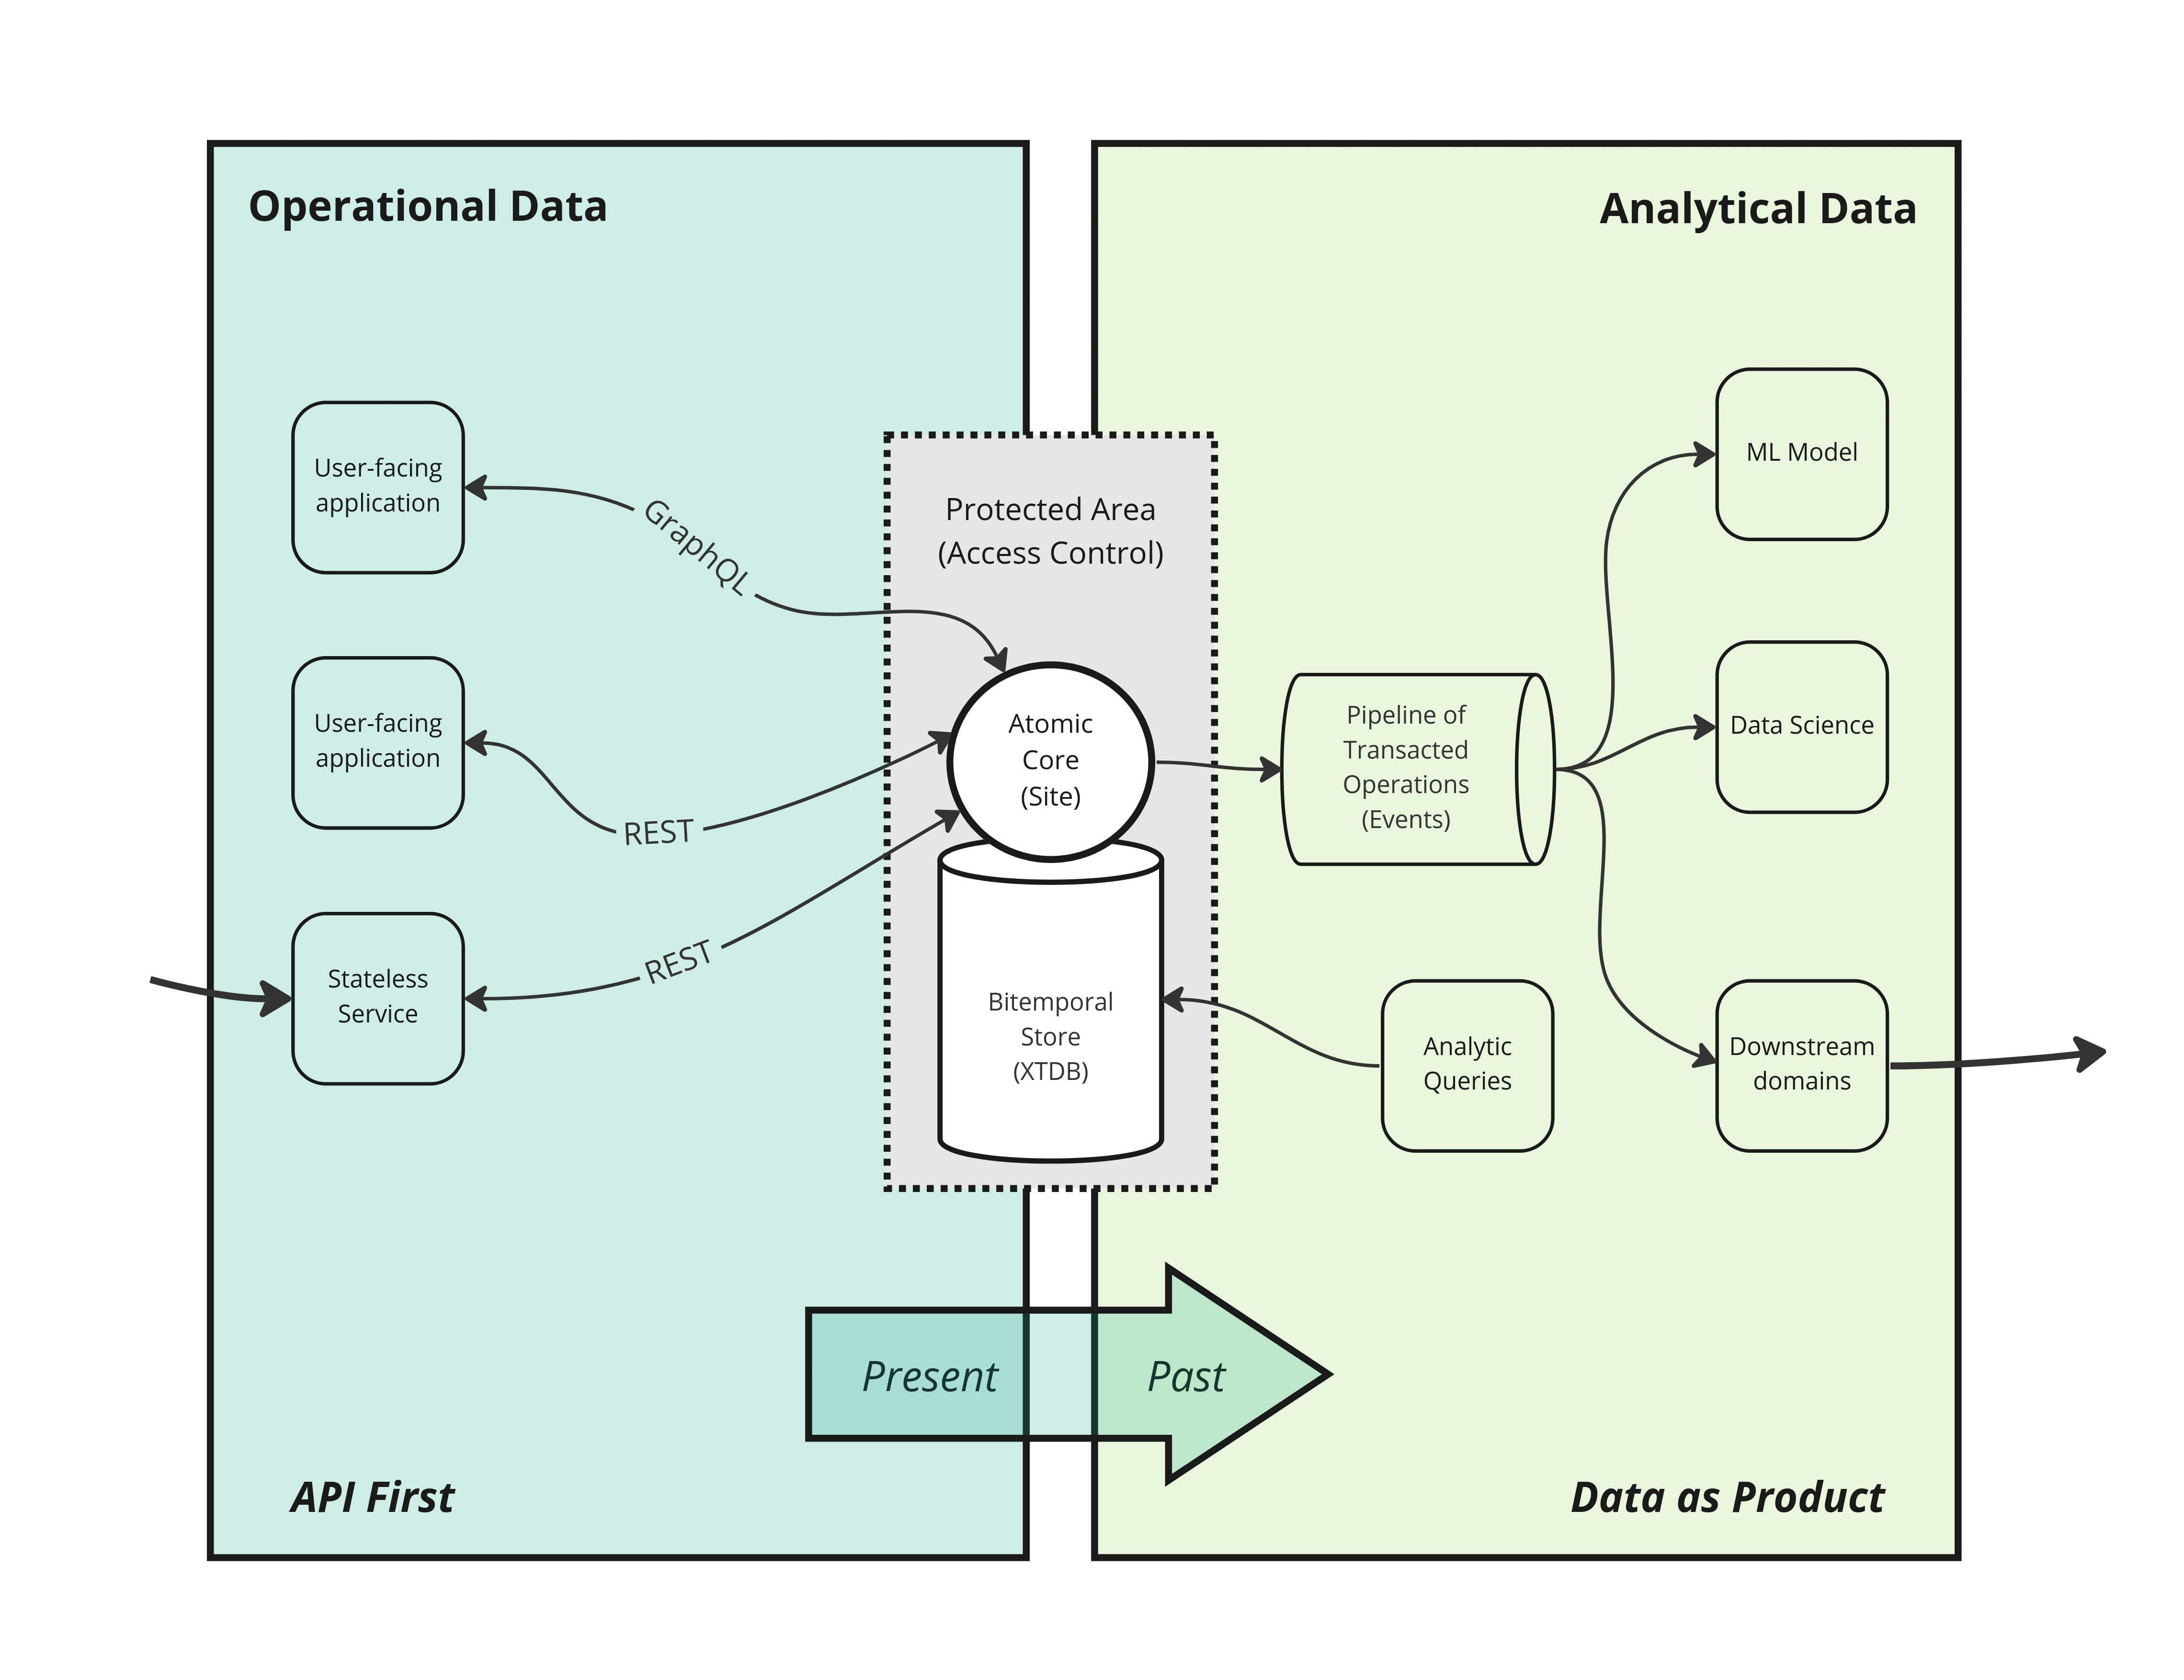 Operational Data
User-facing
application
GraphQL
User-facing
application
REST
Stateless
Service
REST
API First
Protected Area
(Access Control)
Atomic
Core
(Site)
Bitemporal
Store
(XTDB)
Present
Past
Analytical Data
Pipeline of
Transacted
Operations
(Events)
ML Model
Data Science
Analytic
Queries
Downstream
domains
Data as Product